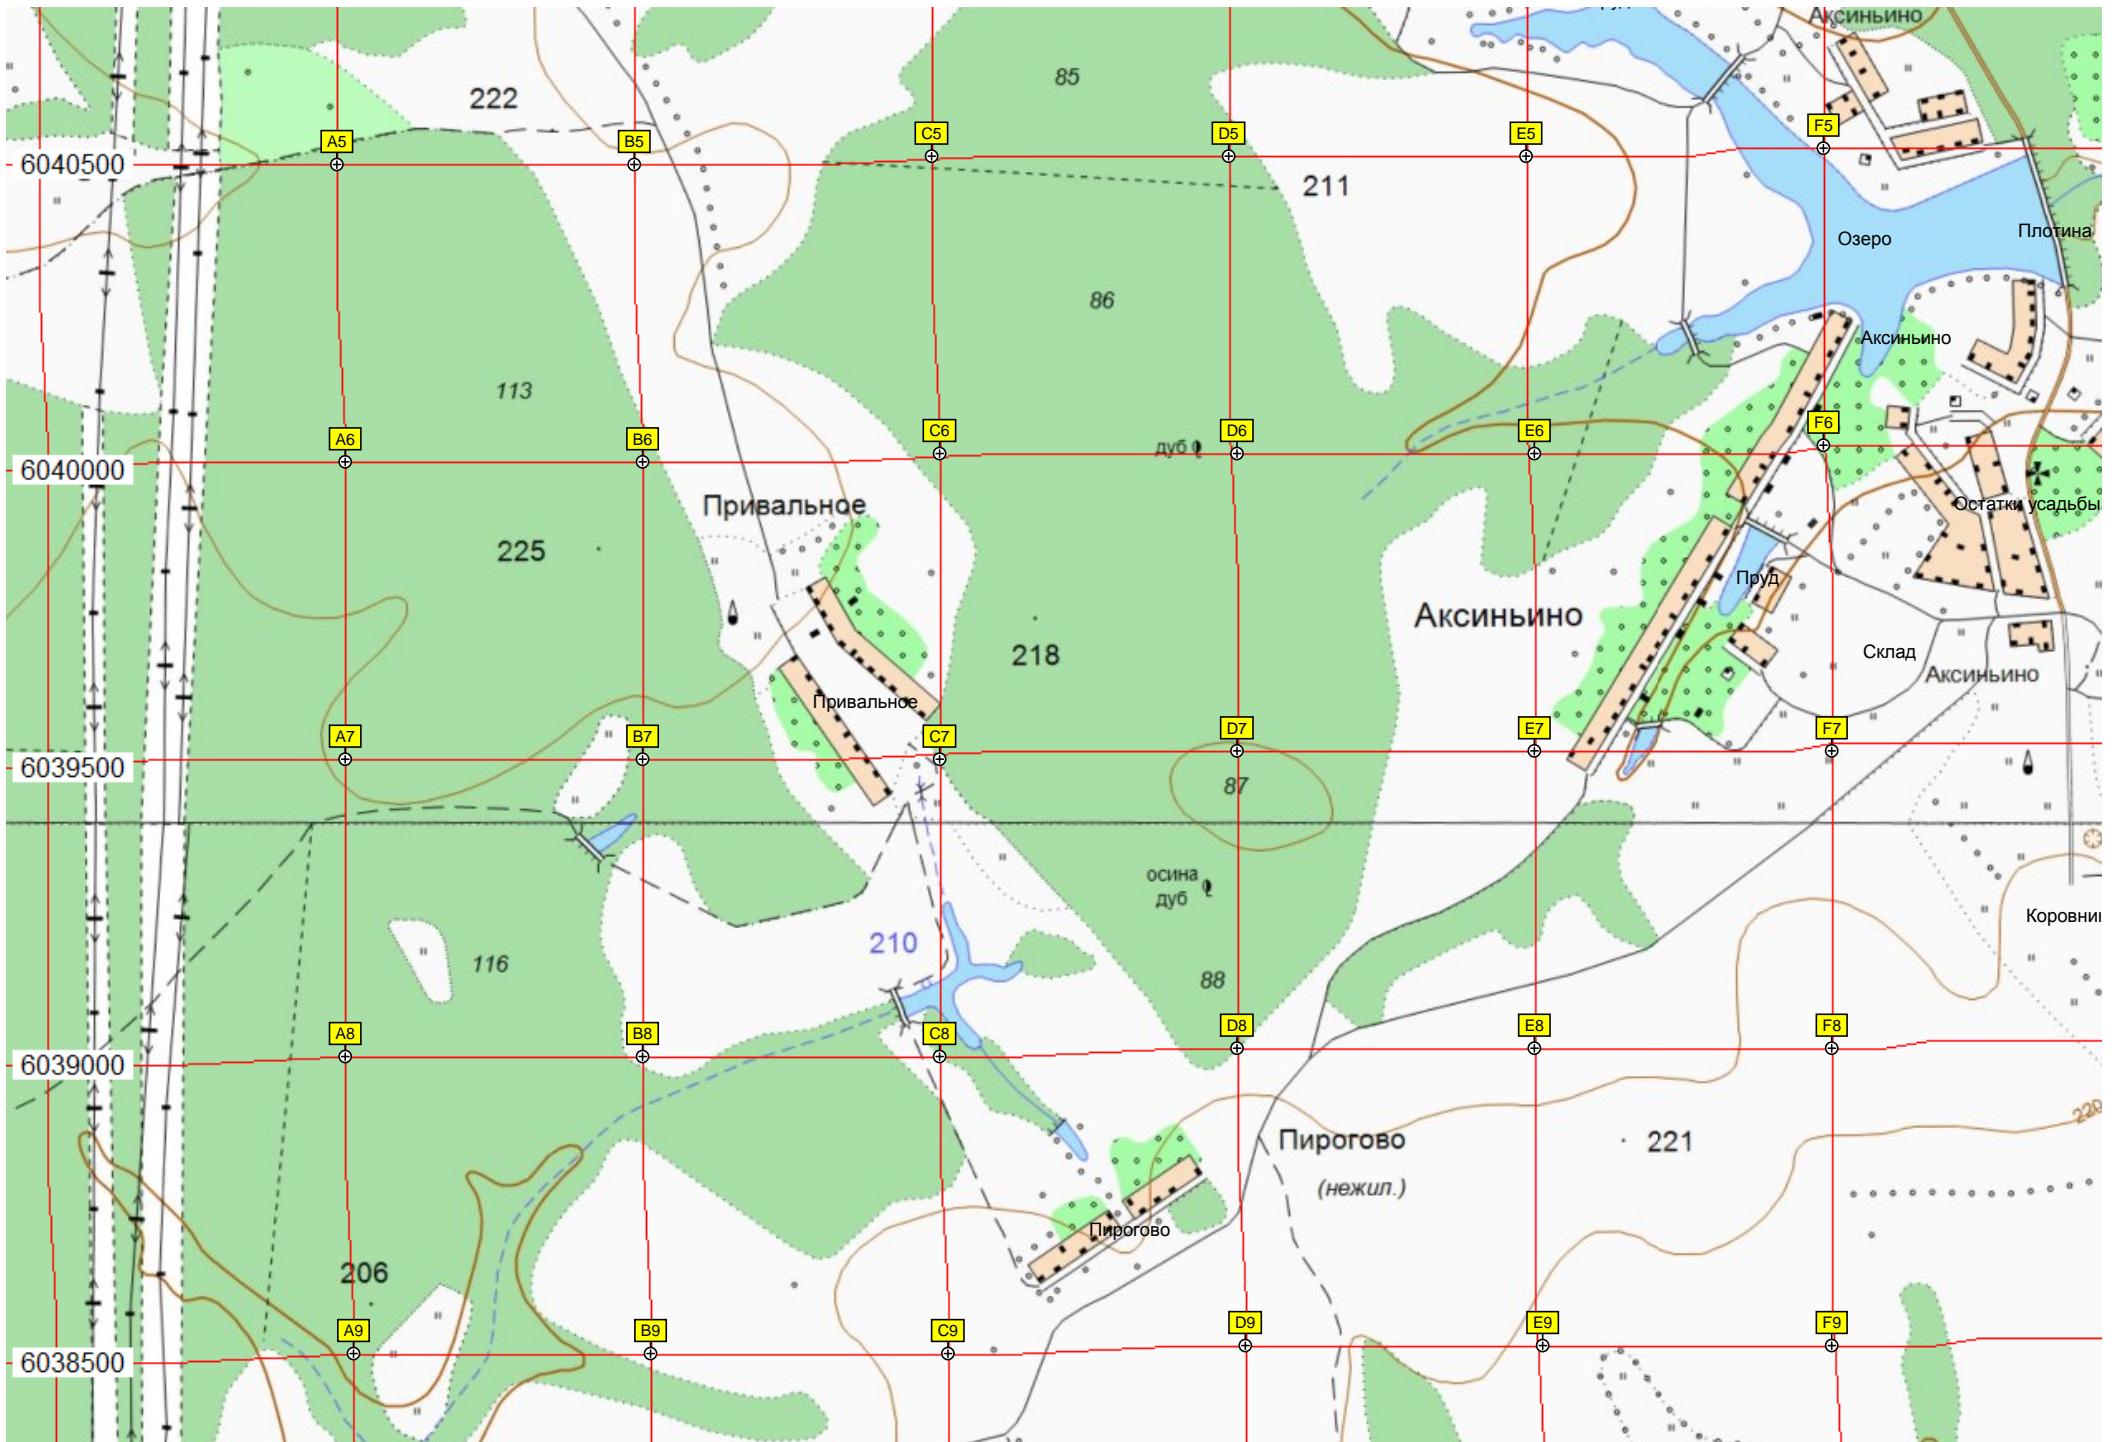 Аксиньино
85
222
A5
B5
C5
D5
E5
F5
6040500
211
Озеро
Плотина
86
Аксиньино
113
A6
B6
C6
D6
E6
F6
дуб
6040000
Привальное
Остатки усадьбы
225
Пруд
Аксиньино
218
Склад
Аксиньино
Привальное
A7
B7
C7
D7
E7
F7
6039500
87
осина
дуб
Коровни
210
116
88
A8
B8
C8
D8
E8
F8
6039000
220
Пирогово
221
(нежил.)
Пирогово
206
A9
B9
C9
D9
E9
F9
6038500